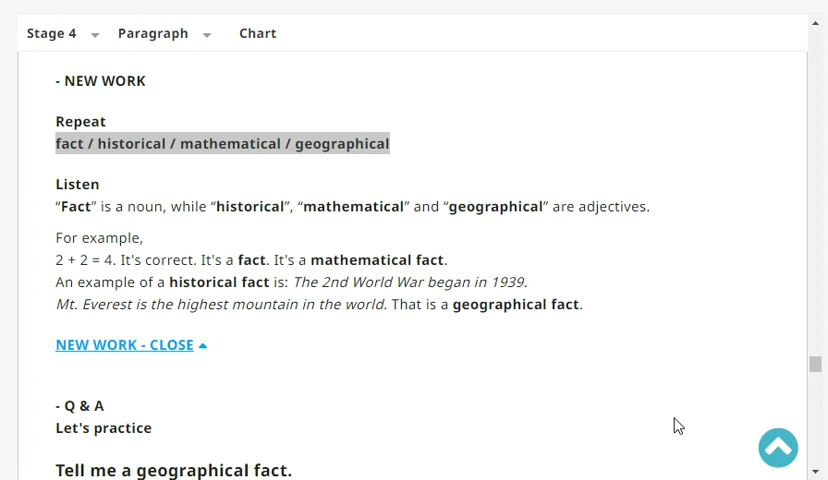 Stage 4 Paragraph Chart
- NEW WORK
Repeat
fact / historical / mathematical / geographical
Listen
“Fact” is a noun, while “historical”, “mathematical” and “geographical” are adjectives.
For example,
2 + 2 = 4. It's correct. It's a fact. It's a mathematical fact.
An example of a historical fact is: The 2nd World War began in 1939.
Mt. Everest is the highest mountain in the world. That is a geographical fact.
NEW WORK - CLOSE
- Q & A
Let's practice
Tell me a geographical fact.